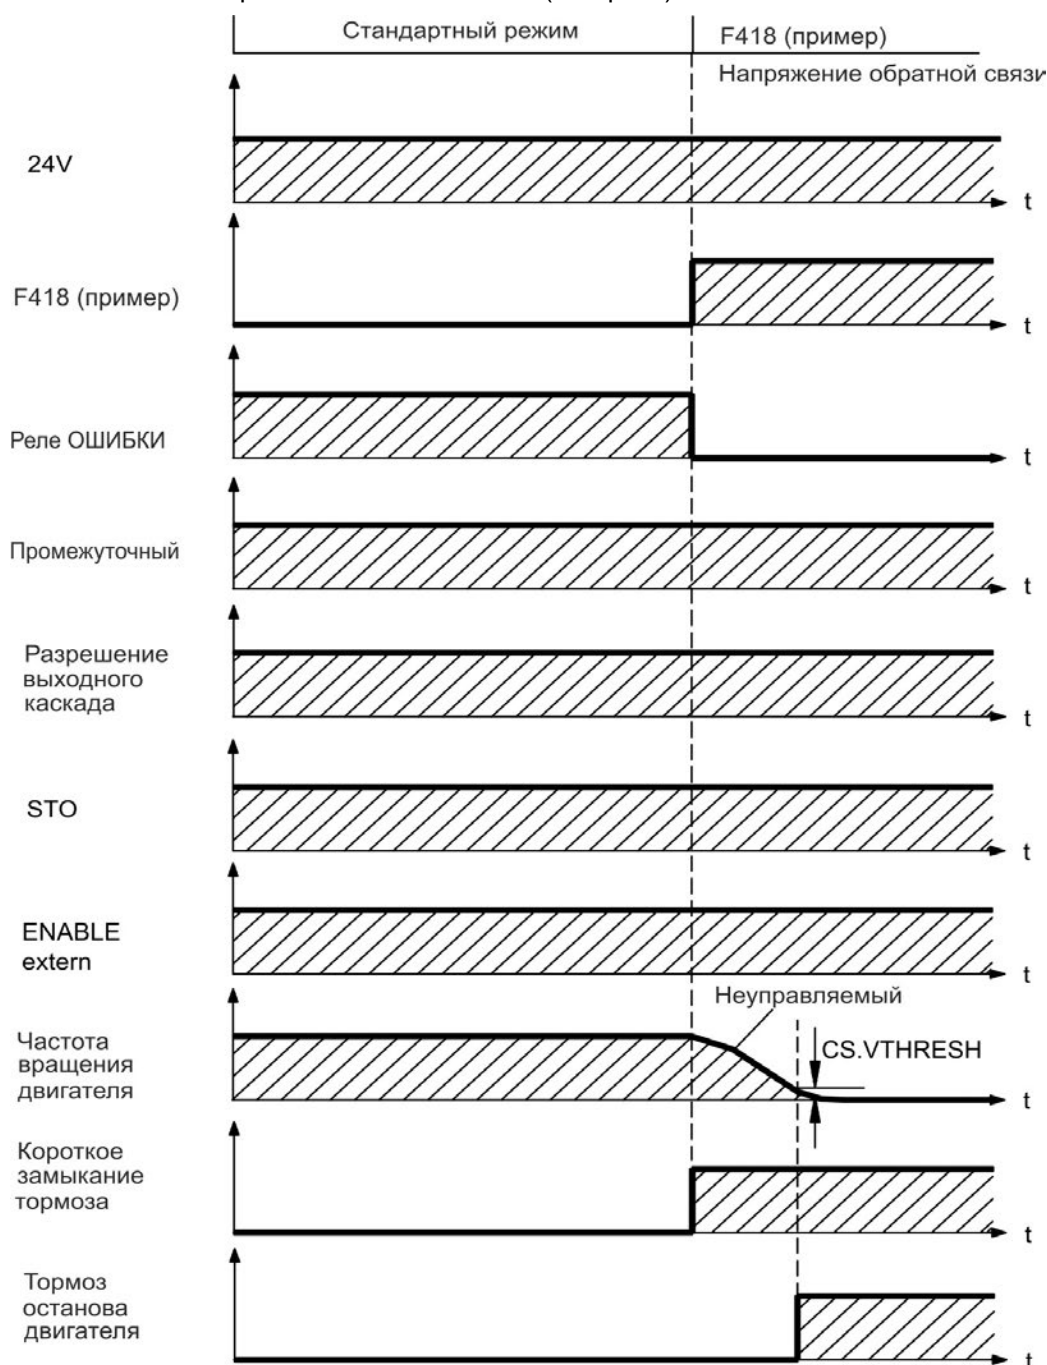 Стандартный режим
F418 (пример)
Напряжение обратной связи
24V
t
F418 (пример)
t
Реле ОШИБКИ
t
Промежуточный
t
Разрешение
выходного
каскада
t
STO
t
ENABLE
extern
t
Неуправляемый
Частота
вращения
двигателя
CS.VTHRESH
t
Короткое
замыкание
тормоза
t
Тормоз
останова
двигателя
t